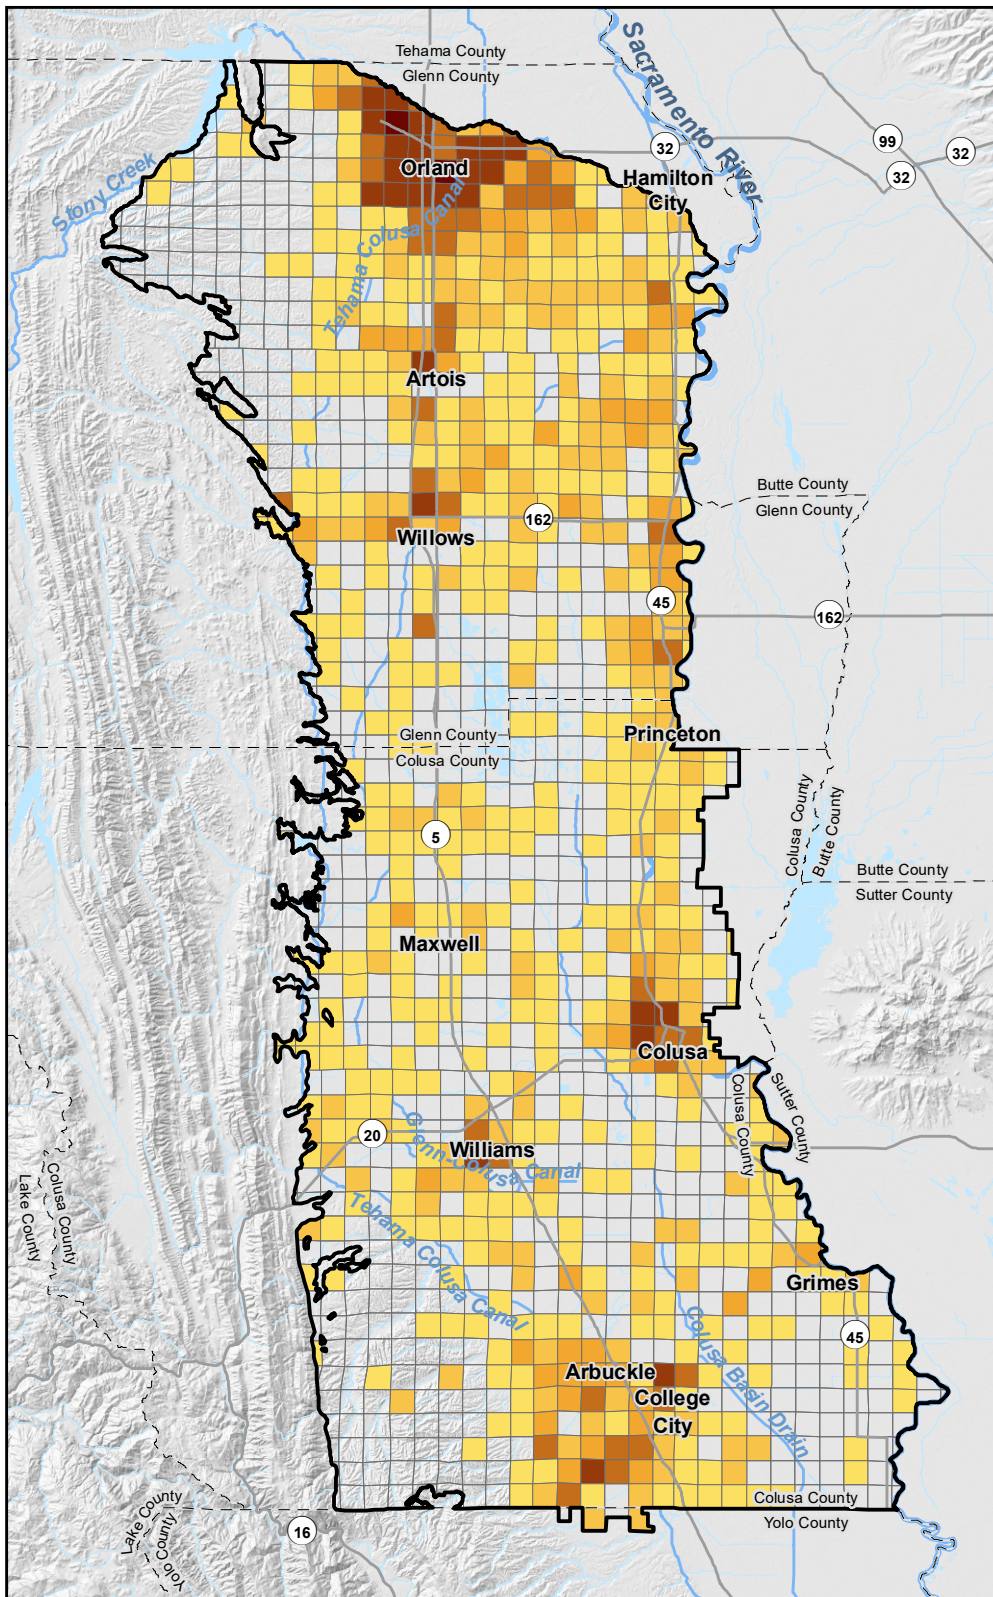 Tehama County
Glenn County
Sacramento River
99
32
32
32
Orland
Hamilton
City
Stony Creek
Tehama Colusa Canal
Artois
Butte County
Glenn County
162
Willows
45
162
Princeton
Glenn County
Colusa County
Colusa County
Butte County
5
Butte County
Sutter County
Maxwell
Colusa
Sutter County
Colusa County
20
Williams
Glenn-Colusa Canal
Colusa County
Lake County
Tehama Colusa Canal
Grimes
45
Colusa Basin Drain
Arbuckle
College
City
Colusa County
Yolo County
Lake County
Yolo County
16